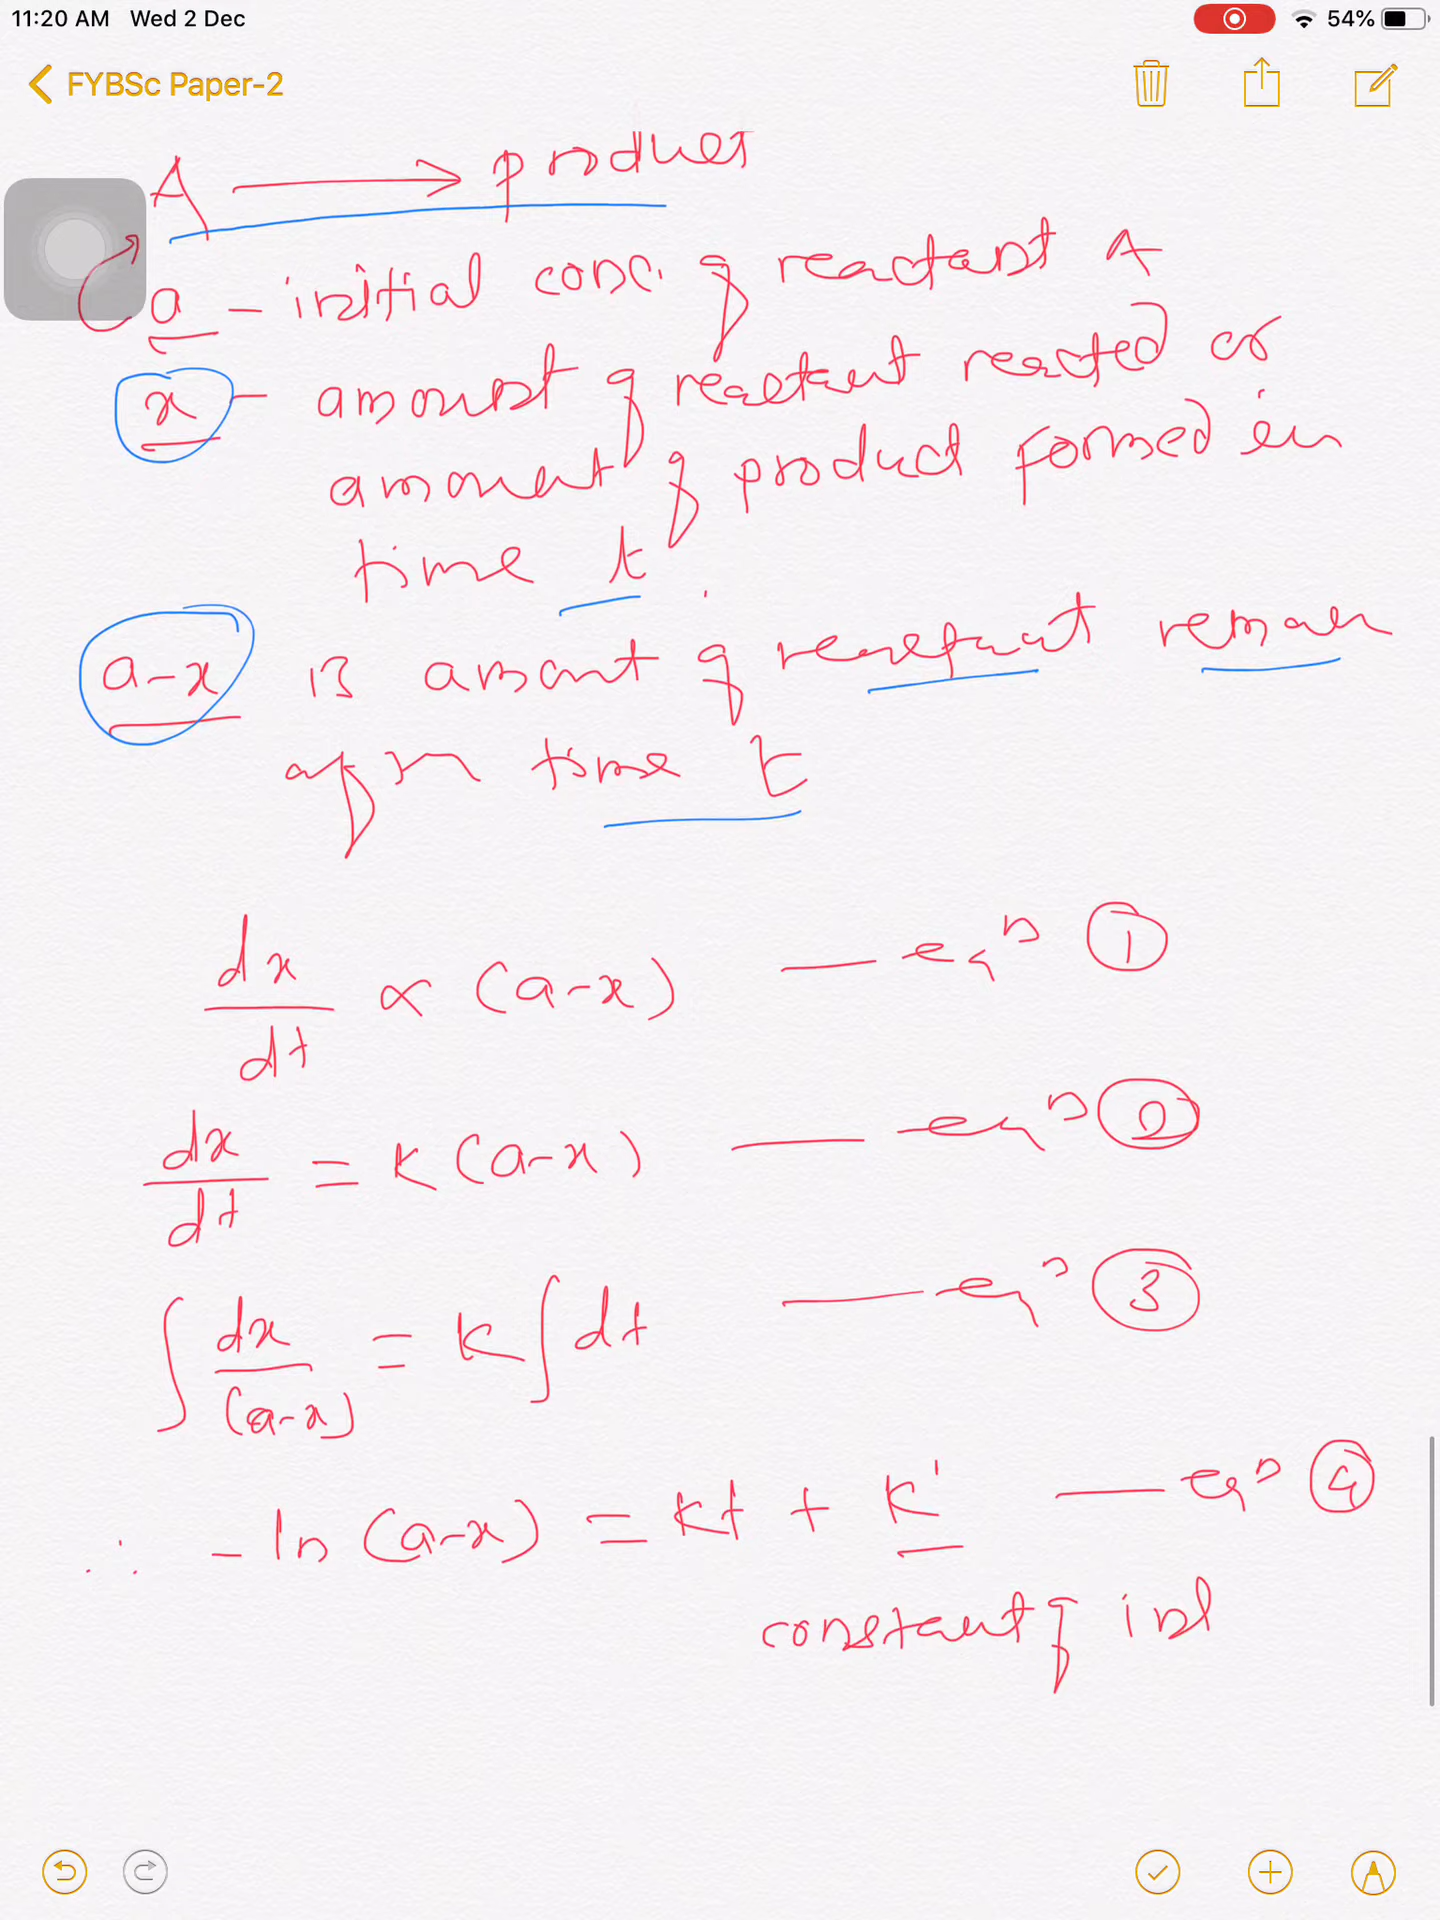 11:20 AM Wed 2 Dec 54%
FYBSc Paper-2
A → product
a - initial conc. of reactant A
x - amount of reactant reacted or
amount of product formed in
time t.
a-x is amount of reactant remain
after time t
dx/dt ∝ (a-x) — eqn ①
dx/dt = K (a-x) — eqn ②
∫ dx/(a-x) = K ∫ dt — eqn ③
∴ - ln (a-x) = Kt + K' — eqn ④
constant of int